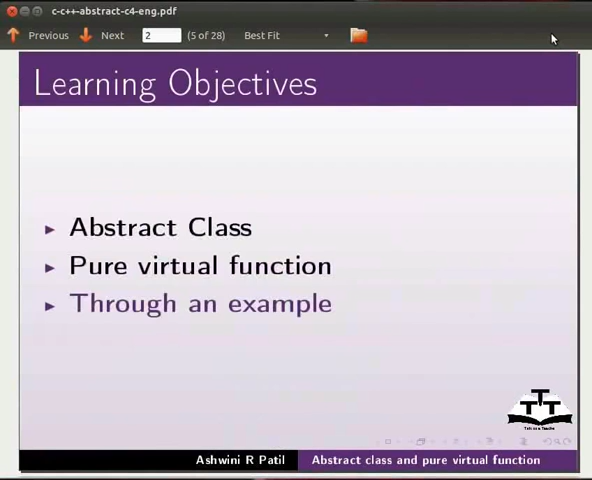 c-c++-abstract-c4-eng.pdf
Previous Next 2 (5 of 28) Best Fit
Learning Objectives
Abstract Class
Pure virtual function
Through an example
TTT
Ashwini R Patil Abstract class and pure virtual function